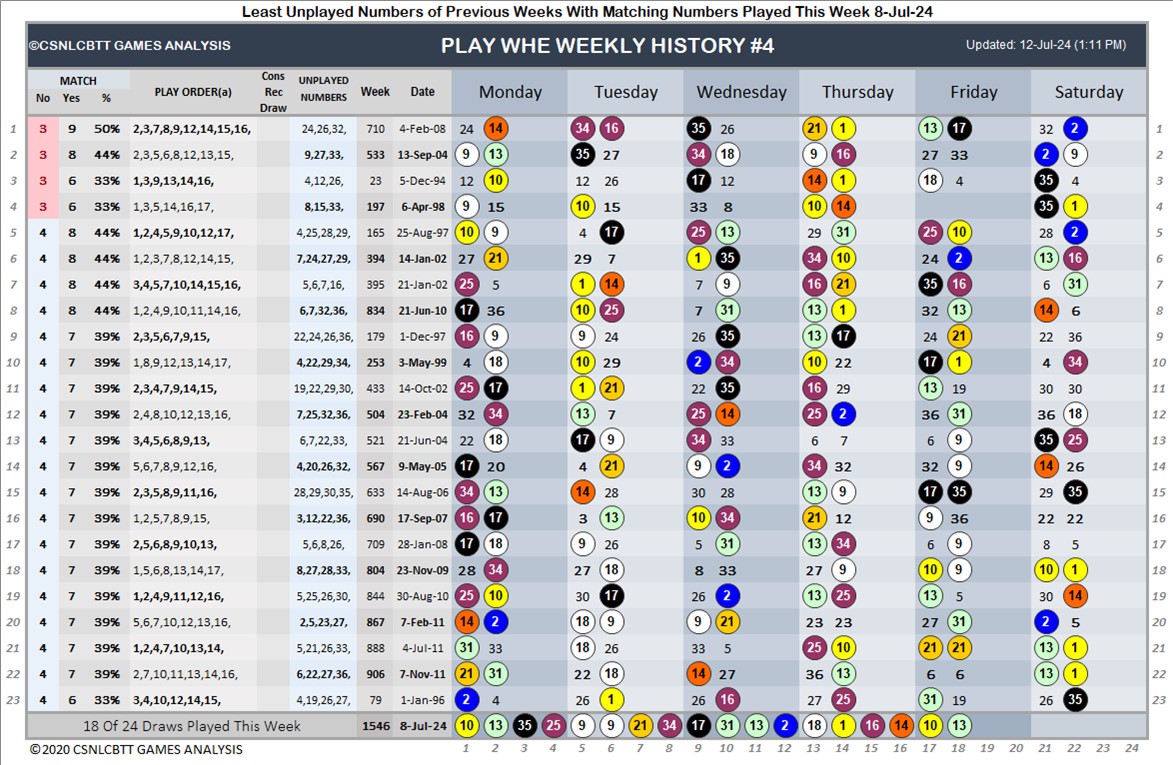 Least Unplayed Numbers of Previous Weeks With Matching Numbers Played This Week 8-Jul-24
©CSNLCBTT GAMES ANALYSIS PLAY WHE WEEKLY HISTORY #4 Updated: 12-Jul-24 (1:11 PM)
MATCH No Yes % PLAY ORDER(a) Cons Rec Draw UNPLAYED NUMBERS Week Date Monday Tuesday Wednesday Thursday Friday Saturday
1 3 9 50% 2,3,7,8,9,12,14,15,16, 24,26,32, 710 4-Feb-08 24 14 34 16 35 26 21 1 13 17 32 2 1
2 3 8 44% 2,3,5,6,8,12,13,15, 9,27,33, 533 13-Sep-04 9 13 35 27 34 18 9 16 27 33 2 9 2
3 3 6 33% 1,3,9,13,14,16, 4,12,26, 23 5-Dec-94 12 10 12 26 17 12 14 1 18 4 35 4 3
4 3 6 33% 1,3,5,14,16,17, 8,15,33, 197 6-Apr-98 9 15 10 15 33 8 10 14 35 1 4
5 4 8 44% 1,2,4,5,9,10,12,17, 4,25,28,29, 165 25-Aug-97 10 9 4 17 25 13 29 31 25 10 28 2 5
6 4 8 44% 1,2,3,7,8,12,14,15, 7,24,27,29, 394 14-Jan-02 27 21 29 7 1 35 34 10 24 2 13 16 6
7 4 8 44% 3,4,5,7,10,14,15,16, 5,6,7,16, 395 21-Jan-02 25 5 1 14 7 9 16 21 35 16 6 31 7
8 4 8 44% 1,2,4,9,10,11,14,16, 6,7,32,36, 834 21-Jun-10 17 36 10 25 7 31 13 1 32 13 14 6 8
9 4 7 39% 2,3,5,6,7,9,15, 22,24,26,36, 179 1-Dec-97 16 9 9 24 26 35 13 17 24 21 22 36 9
10 4 7 39% 1,8,9,12,13,14,17, 4,22,29,34, 253 3-May-99 4 18 10 29 2 34 10 22 17 1 4 34 10
11 4 7 39% 2,3,4,7,9,14,15, 19,22,29,30, 433 14-Oct-02 25 17 1 21 22 35 16 29 13 19 30 30 11
12 4 7 39% 2,4,8,10,12,13,16, 7,25,32,36, 504 23-Feb-04 32 34 13 7 25 14 25 2 36 31 36 18 12
13 4 7 39% 3,4,5,6,8,9,13, 6,7,22,33, 521 21-Jun-04 22 18 17 9 34 33 6 7 6 9 35 25 13
14 4 7 39% 5,6,7,8,9,12,16, 4,20,26,32, 567 9-May-05 17 20 4 21 9 2 34 32 32 9 14 26 14
15 4 7 39% 2,3,5,8,9,11,16, 28,29,30,35, 633 14-Aug-06 34 13 14 28 30 28 13 9 17 35 29 35 15
16 4 7 39% 1,2,5,7,8,9,15, 3,12,22,36, 690 17-Sep-07 16 17 3 13 10 34 21 12 9 36 22 22 16
17 4 7 39% 2,5,6,8,9,10,13, 5,6,8,26, 709 28-Jan-08 17 18 9 26 5 31 13 34 6 9 8 5 17
18 4 7 39% 1,5,6,8,13,14,17, 8,27,28,33, 804 23-Nov-09 28 34 27 18 8 33 27 9 10 9 10 1 18
19 4 7 39% 1,2,4,9,11,12,16, 5,25,26,30, 844 30-Aug-10 25 10 30 17 26 2 13 25 13 5 30 14 19
20 4 7 39% 5,6,7,10,12,13,16, 2,5,23,27, 867 7-Feb-11 14 2 18 9 9 21 23 23 27 31 2 5 20
21 4 7 39% 1,2,4,7,10,13,14, 5,21,26,33, 888 4-Jul-11 31 33 18 26 33 5 25 10 21 21 13 1 21
22 4 7 39% 2,7,10,11,13,14,16, 6,22,27,36, 906 7-Nov-11 21 31 22 18 14 27 36 13 6 6 13 1 22
23 4 6 33% 3,4,10,12,14,15, 4,19,26,27, 1-Jan-96 2 4 26 1 26 16 27 25 31 19 26 35 23
18 Of 24 Draws Played This Week 1546 8-Jul-24 10 13 35 25 9 9 21 34 17 31 13 2 18 1 16 14 10 13
©2020 CSNLCBTT GAMES ANALYSIS 1 2 3 4 5 6 7 8 9 10 11 12 13 14 15 16 17 18 19 20 21 22 23 24